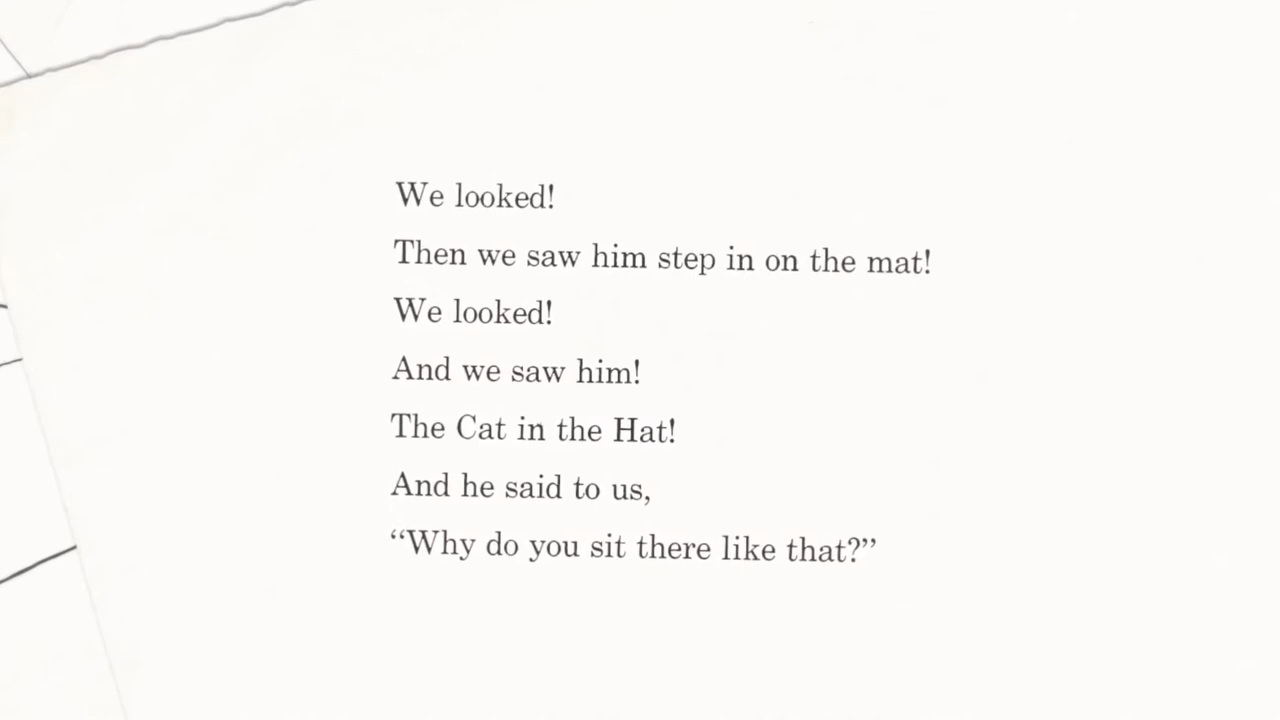 We looked!
Then we saw him step in on the mat!
We looked!
And we saw him!
The Cat in the Hat!
And he said to us,
“Why do you sit there like that?”